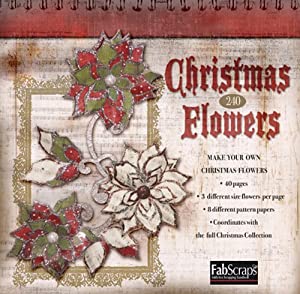 Christmas
240
Flowers
MAKE YOUR OWN
CHRISTMAS FLOWERS
• 40 pages
• 3 different size flowers per page
• 8 different pattern papers
• Coordinates with
the full Christmas Collection
FabScraps